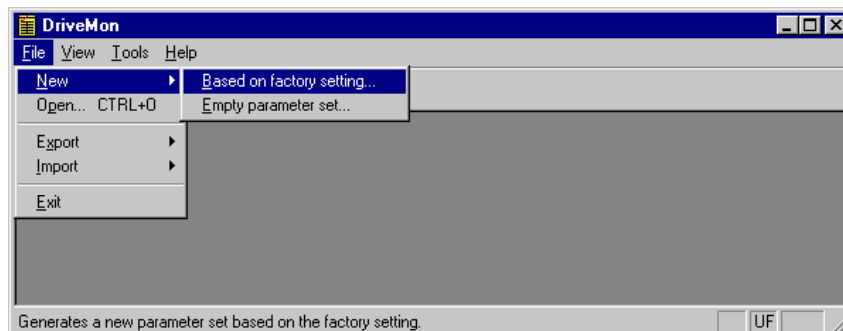 DriveMon
File View Tools Help
New
Based on factory setting...
Open... CTRL+O
Empty parameter set...
Export
Import
Exit
Generates a new parameter set based on the factory setting.
UF